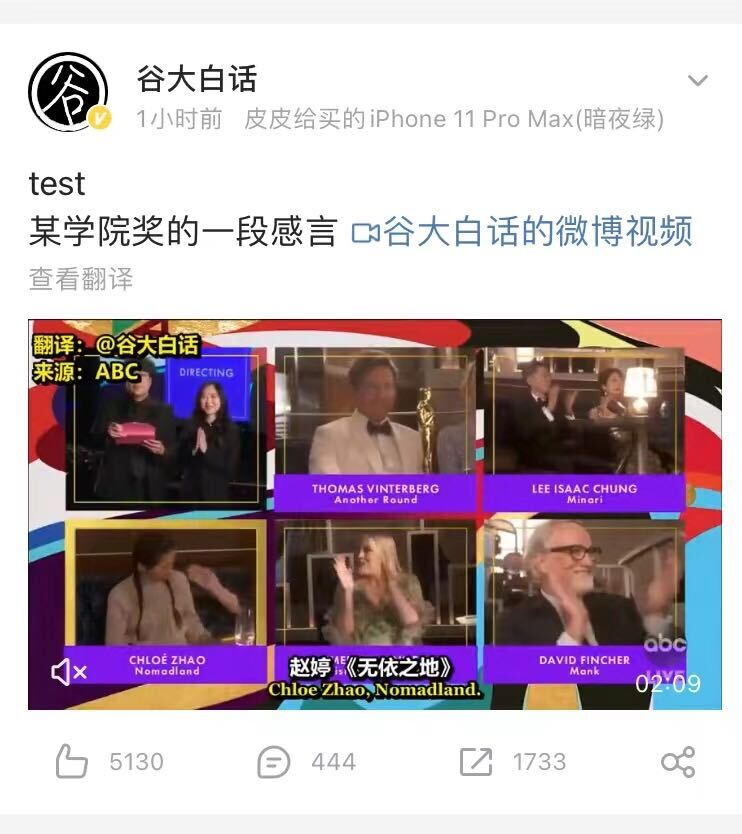 谷
谷大白话
V
1小时前 皮皮给买的iPhone 11 Pro Max(暗夜绿)
test
某学院奖的一段感言 谷大白话的微博视频
查看翻译
翻译：@谷大白话
来源：ABC
DIRECTING
THOMAS VINTERBERG
Another Round
LEE ISAAC CHUNG
Minari
CHLOÉ ZHAO
Nomadland
DAVID FINCHER
Mank
abc
LIVE
02:09
赵婷《无依之地》
Chloe Zhao, Nomadland.
5130
444
1733